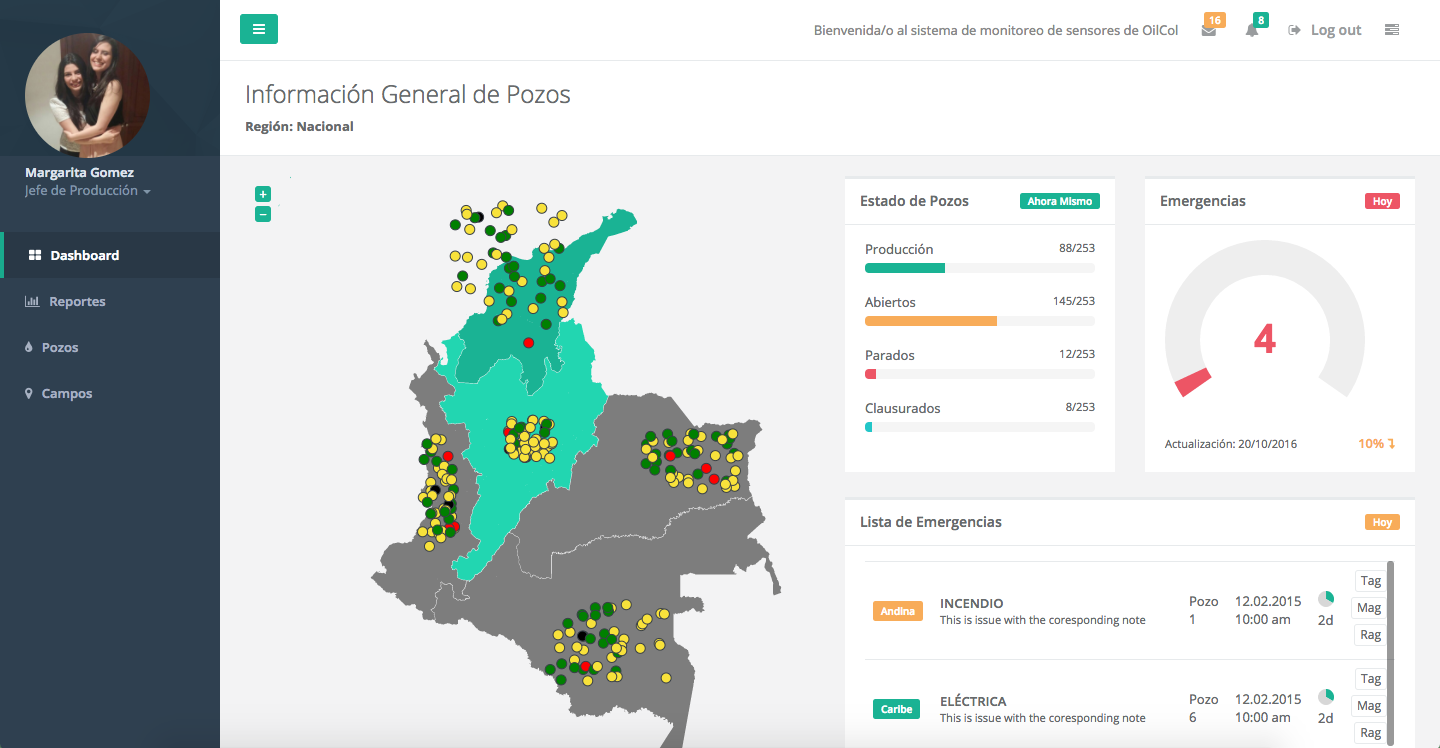 Bienvenida/o al sistema de monitoreo de sensores de OilCol
16
8
Log out
Margarita Gomez
Jefe de Producción
Dashboard
Reportes
Pozos
Campos
Información General de Pozos
Región: Nacional
+
−
Estado de Pozos
Ahora Mismo
Producción
88/253
Abiertos
145/253
Parados
12/253
Clausurados
8/253
Emergencias
Hoy
4
Actualización: 20/10/2016
10%
Lista de Emergencias
Hoy
Andina
INCENDIO
This is issue with the coresponding note
Pozo
1
12.02.2015
10:00 am
2d
Tag
Mag
Rag
Caribe
ELÉCTRICA
This is issue with the coresponding note
Pozo
6
12.02.2015
10:00 am
2d
Tag
Mag
Rag